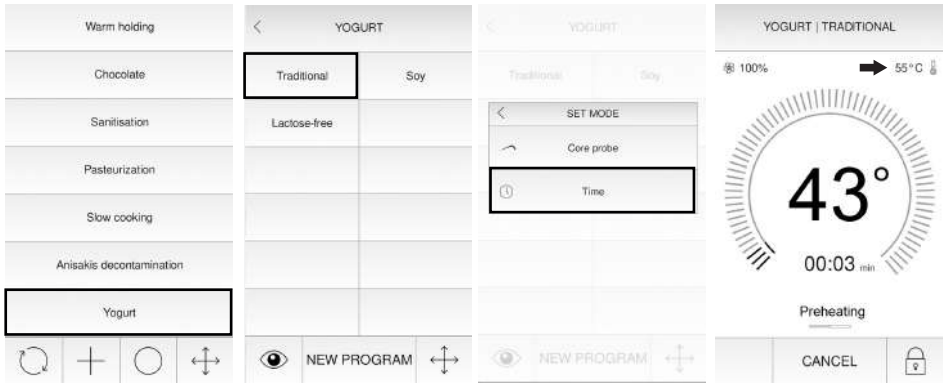 Warm holding
Chocolate
Sanitisation
Pasteurization
Slow cooking
Anisakis decontamination
Yogurt
YOGURT
Traditional Soy
Lactose-free
NEW PROGRAM
YOGURT
Traditional Soy
SET MODE
Core probe
Time
NEW PROGRAM
YOGURT | TRADITIONAL
100% 55°C
43°
00:03 min
Preheating
CANCEL